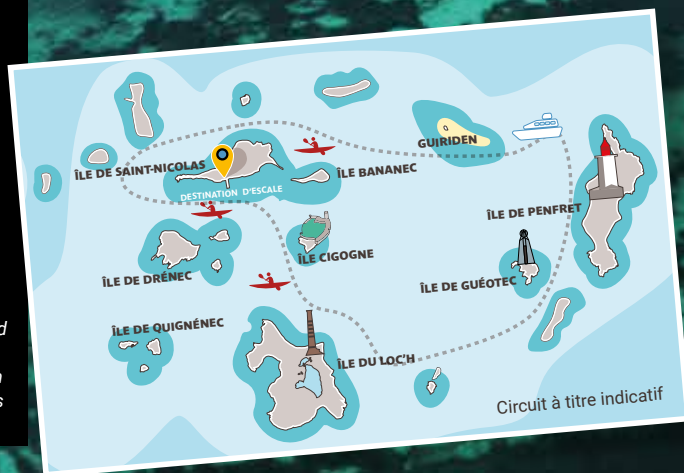 GUIRIDEN
ÎLE DE SAINT-NICOLAS
ÎLE BANANEC
DESTINATION D'ESCALE
ÎLE DE PENFRET
ÎLE CIGOGNE
ÎLE DE DRÉNEC
ÎLE DE GUÉOTEC
ÎLE DE QUIGNÉNEC
ÎLE DU LOC'H
Circuit à titre indicatif